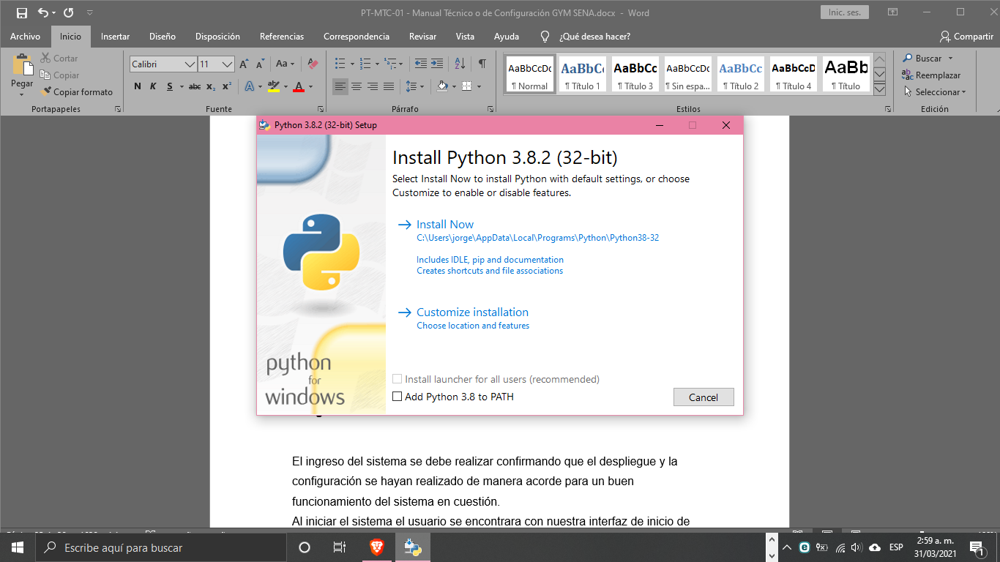 PT-MTC-01 - Manual Técnico o de Configuración GYM SENA.docx - Word
Inic. ses.
Archivo Inicio Insertar Diseño Disposición Referencias Correspondencia Revisar Vista Ayuda ¿Qué desea hacer? Compartir
Pegar
Cortar
Copiar
Copiar formato
Portapapeles
Calibri 11
N K S abc x₂ x²
Fuente
Párrafo
AaBbCcDc AaBbCc AaBbCc AaBbCcDc AaBbCc AaBbCcD AaBb
¶ Normal ¶ Título 1 ¶ Título 3 ¶ Sin espa... ¶ Título 2 ¶ Título 4 ¶ Título
Estilos
Buscar
Reemplazar
Seleccionar
Edición
Python 3.8.2 (32-bit) Setup
Install Python 3.8.2 (32-bit)
Select Install Now to install Python with default settings, or choose
Customize to enable or disable features.
Install Now
C:\Users\jorge\AppData\Local\Programs\Python\Python38-32
Includes IDLE, pip and documentation
Creates shortcuts and file associations
Customize installation
Choose location and features
python
for
windows
Install launcher for all users (recommended)
Add Python 3.8 to PATH
Cancel
El ingreso del sistema se debe realizar confirmando que el despliegue y la
configuración se hayan realizado de manera acorde para un buen
funcionamiento del sistema en cuestión.
Al iniciar el sistema el usuario se encontrara con nuestra interfaz de inicio de
Escribe aquí para buscar
ESP
2:59 a. m.
31/03/2021
1